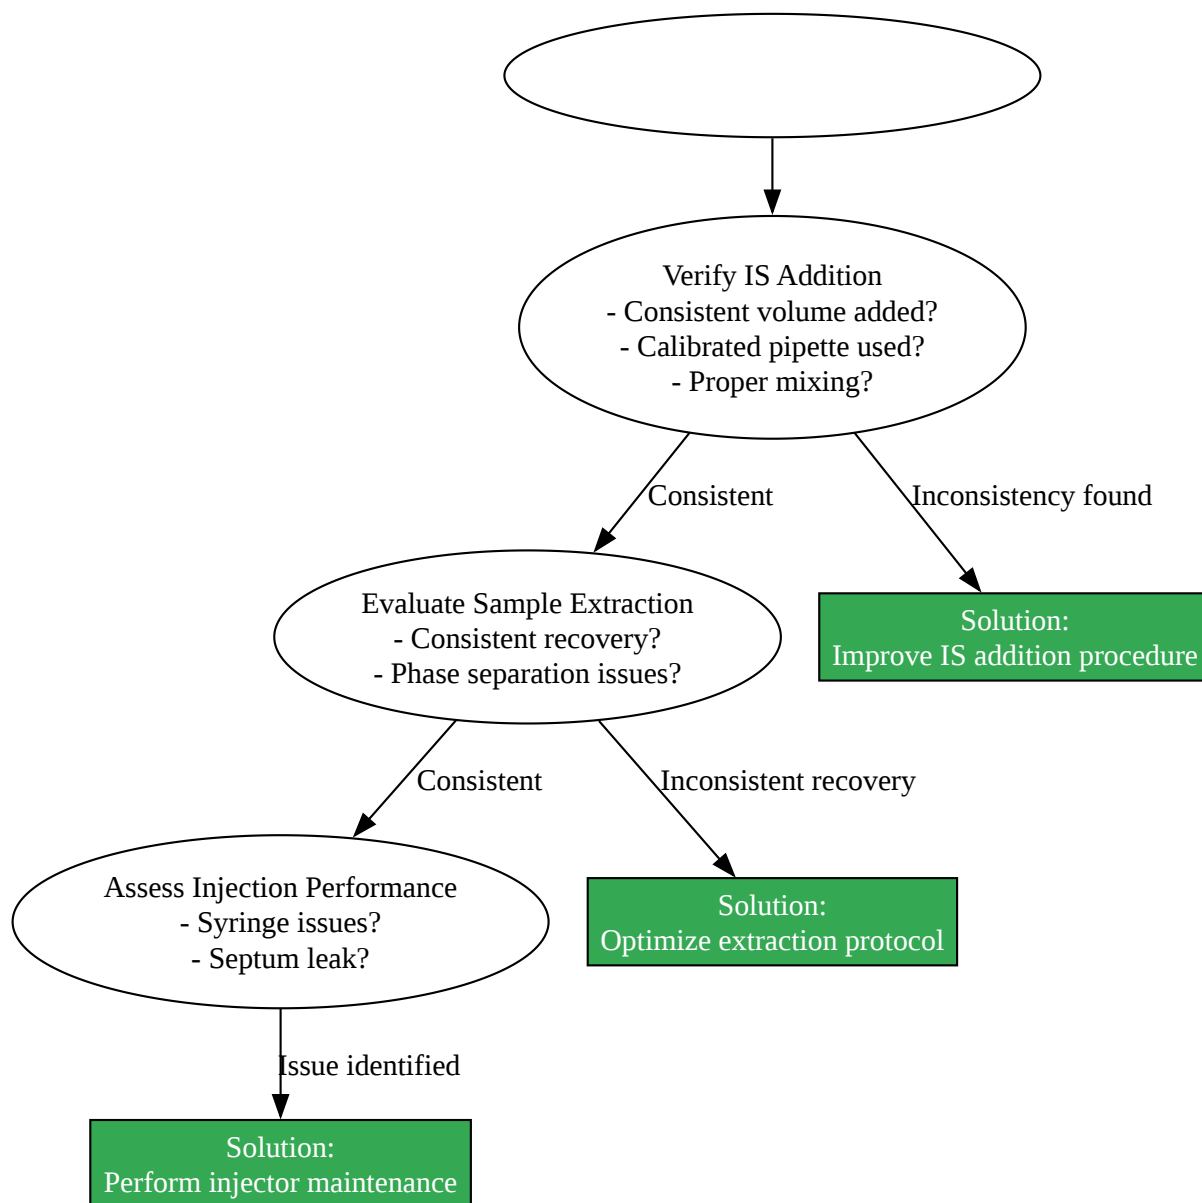 Verify IS Addition
- Consistent volume added?
- Calibrated pipette used?
- Proper mixing?
Consistent
Inconsistency found
Evaluate Sample Extraction
- Consistent recovery?
- Phase separation issues?
Solution:
Improve IS addition procedure
Consistent
Inconsistent recovery
Assess Injection Performance
- Syringe issues?
- Septum leak?
Solution:
Optimize extraction protocol
Issue identified
Solution:
Perform injector maintenance